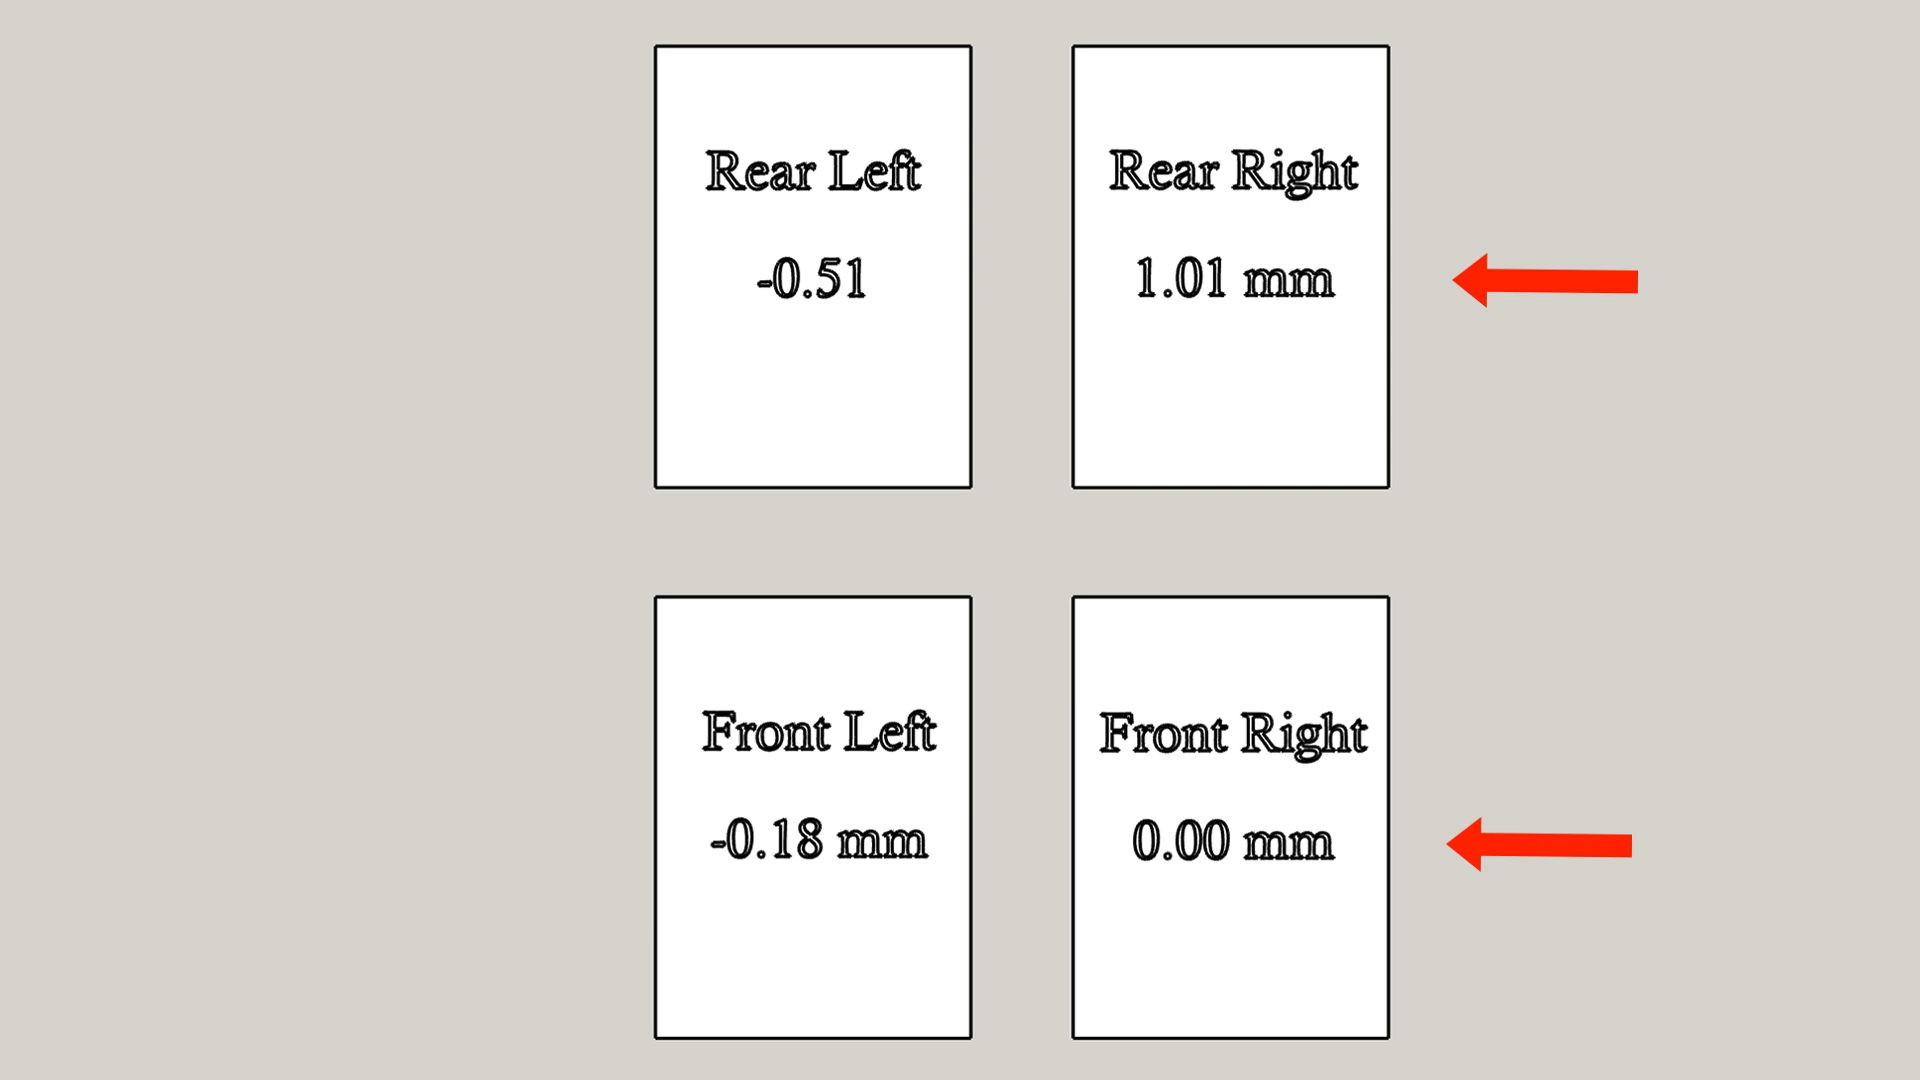 Rear Left
-0.51
Rear Right
1.01 mm
Front Left
-0.18 mm
Front Right
0.00 mm